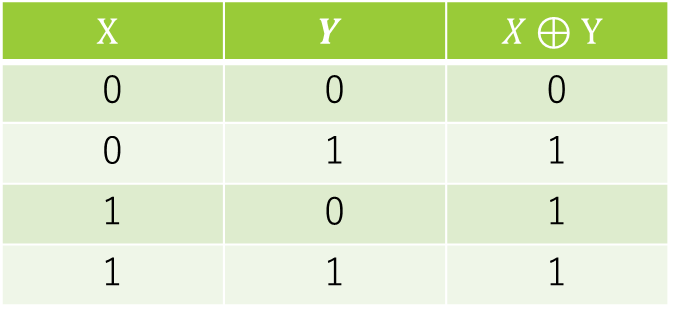 X Y X ⊕ Y
0 0 0
0 1 1
1 0 1
1 1 1